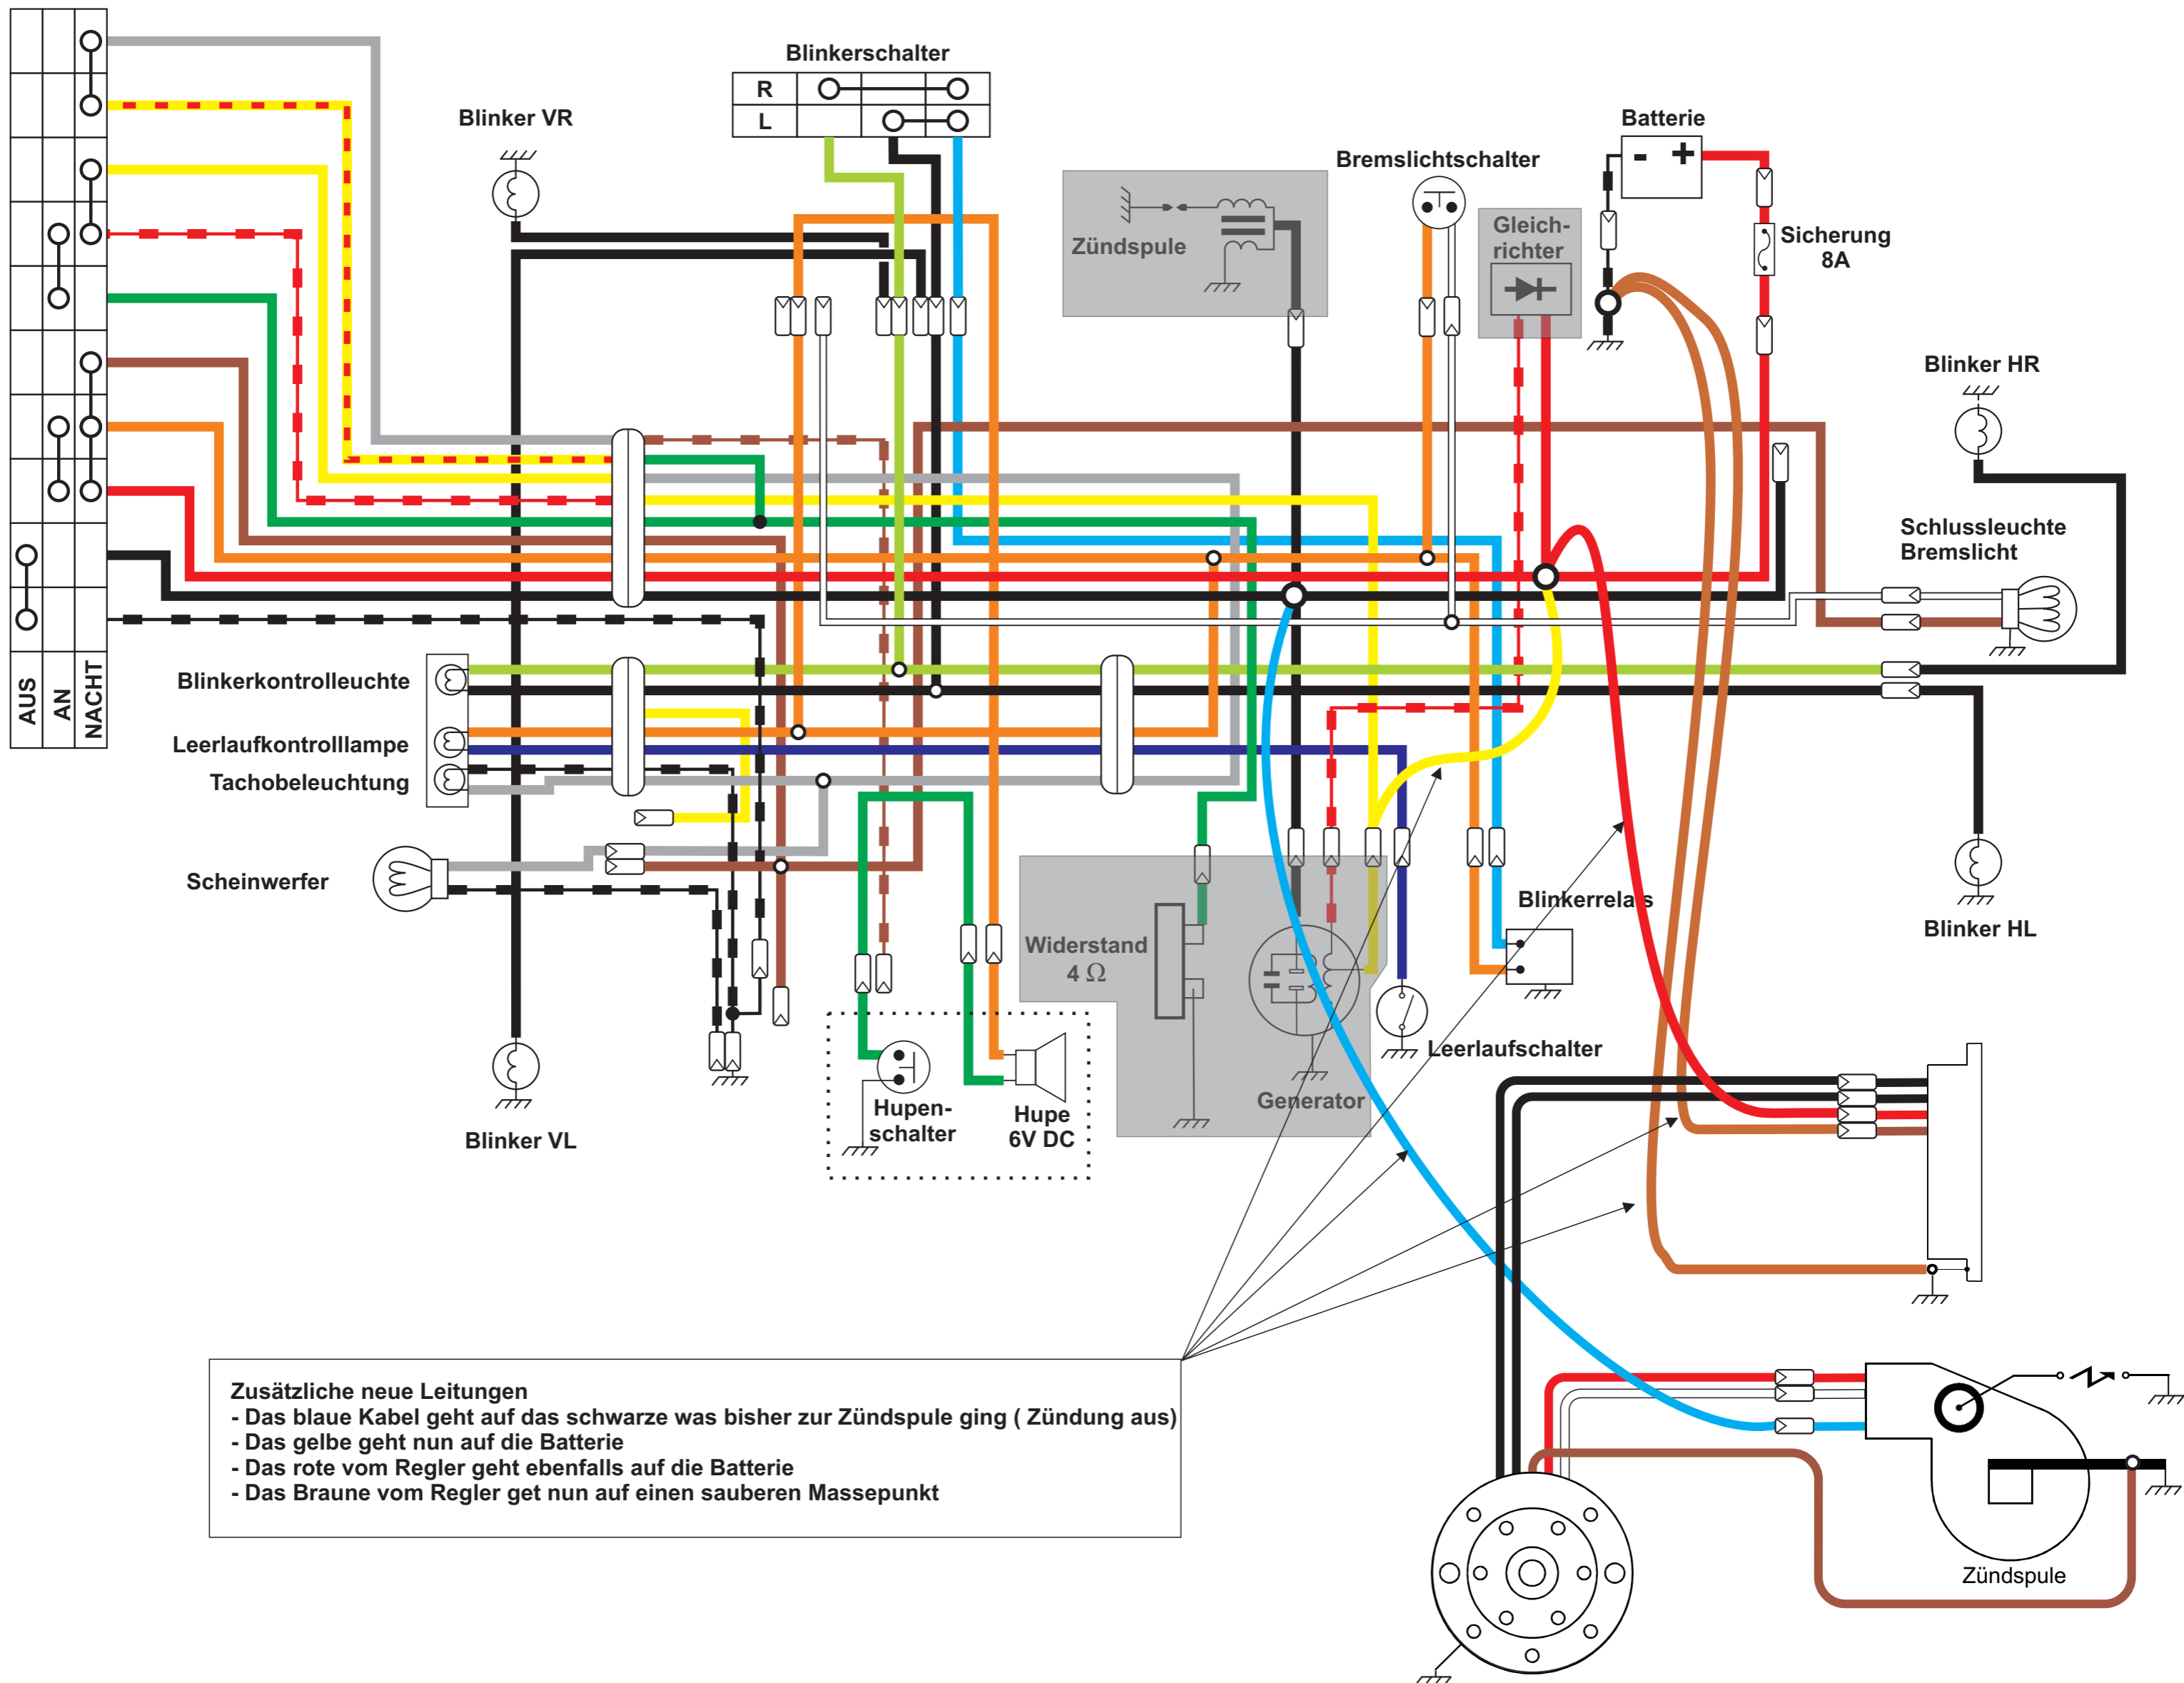 Blinkerschalter
R
L
Blinker VR
Batterie
- +
Bremslichtschalter
Zündspule
Gleich-
richter
Sicherung
8A
Blinker HR
Schlussleuchte
Bremslicht
AUS
AN
NACHT
Blinkerkontrolleuchte
Leerlaufkontrolllampe
Tachobeleuchtung
Scheinwerfer
Blinkerrelais
Blinker HL
Widerstand
4 Ω
Leerlaufschalter
Generator
Hupen-
schalter
Hupe
6V DC
Blinker VL
Zusätzliche neue Leitungen
- Das blaue Kabel geht auf das schwarze was bisher zur Zündspule ging ( Zündung aus)
- Das gelbe geht nun auf die Batterie
- Das rote vom Regler geht ebenfalls auf die Batterie
- Das Braune vom Regler get nun auf einen sauberen Massepunkt
Zündspule